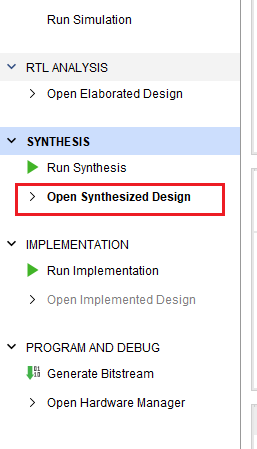 Run Simulation
RTL ANALYSIS
Open Elaborated Design
SYNTHESIS
Run Synthesis
Open Synthesized Design
IMPLEMENTATION
Run Implementation
Open Implemented Design
PROGRAM AND DEBUG
Generate Bitstream
Open Hardware Manager